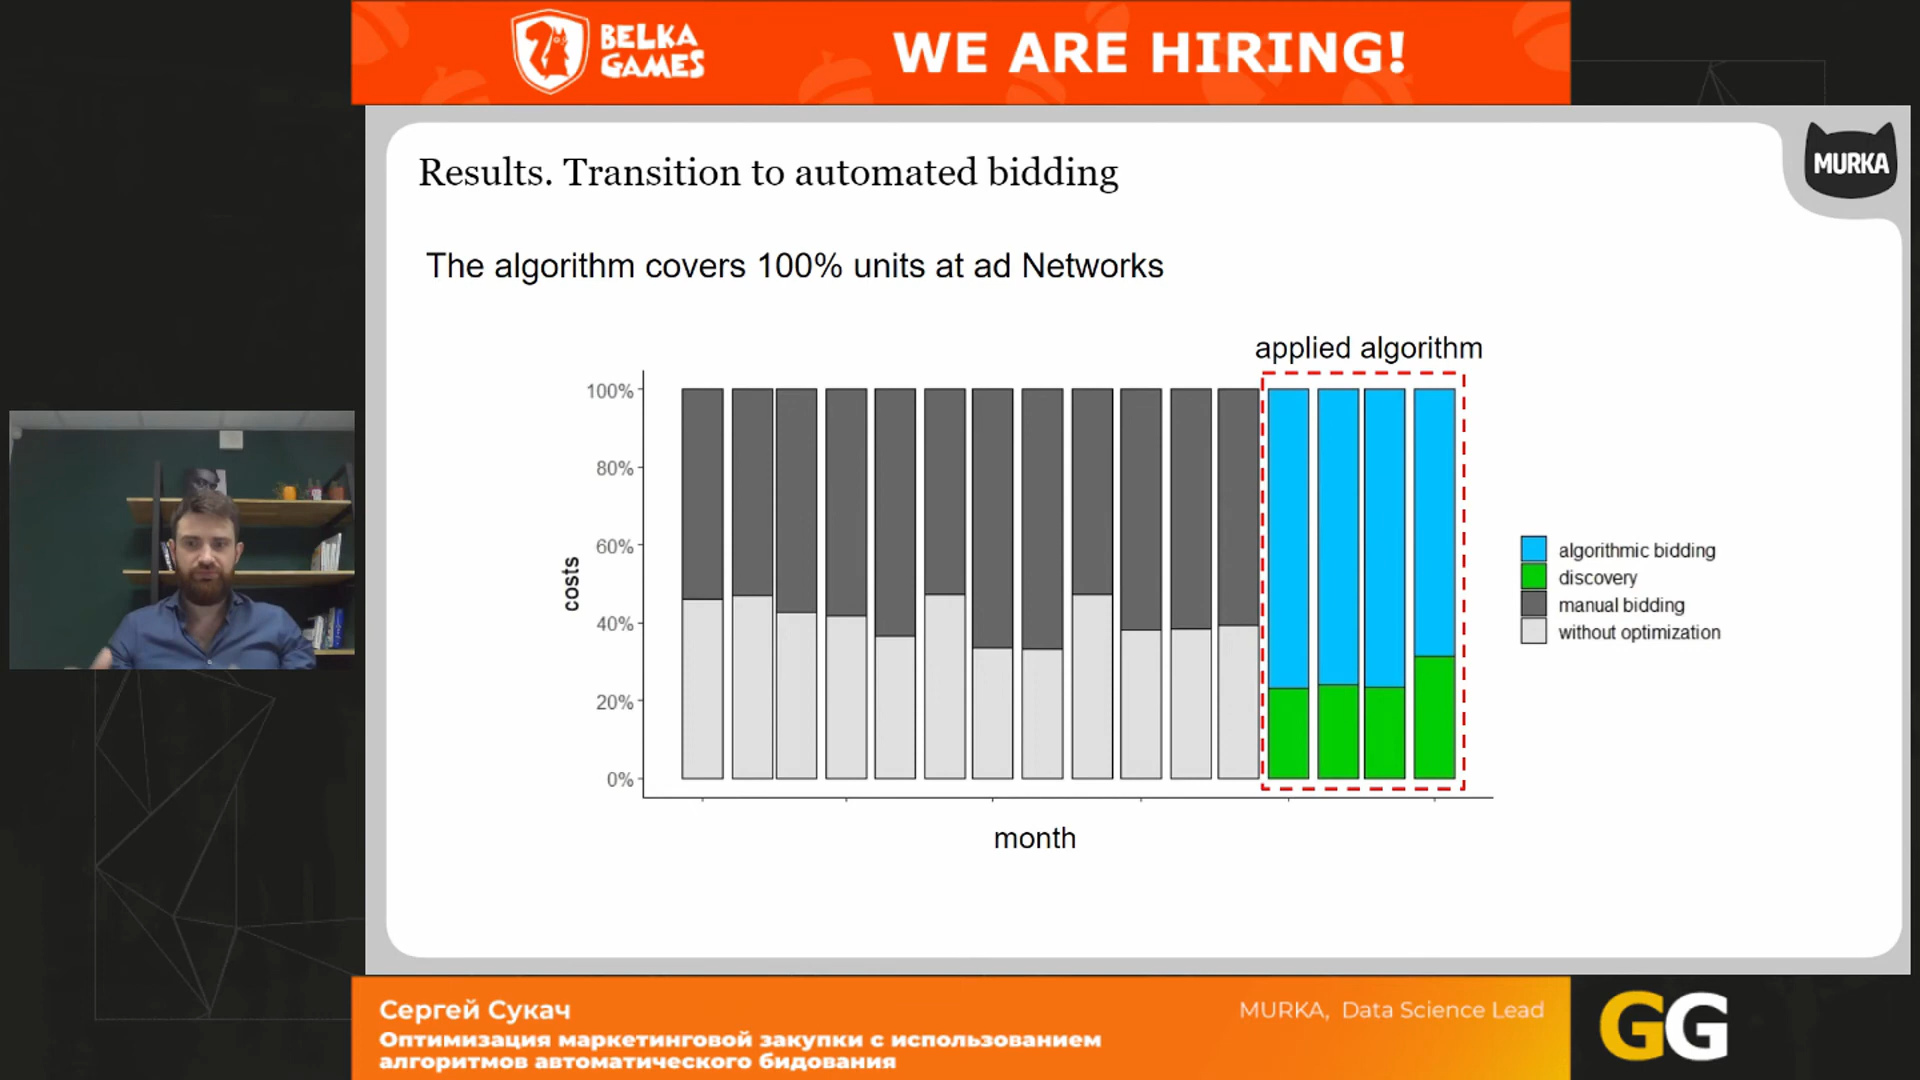 BELKA
GAMES
WE ARE HIRING!
MURKA
Results. Transition to automated bidding
The algorithm covers 100% units at ad Networks
applied algorithm
100%
80%
60%
40%
20%
0%
costs
month
algorithmic bidding
discovery
manual bidding
without optimization
Сергей Сукач
MURKA, Data Science Lead
Оптимизация маркетинговой закупки с использованием
алгоритмов автоматического бидования
GG